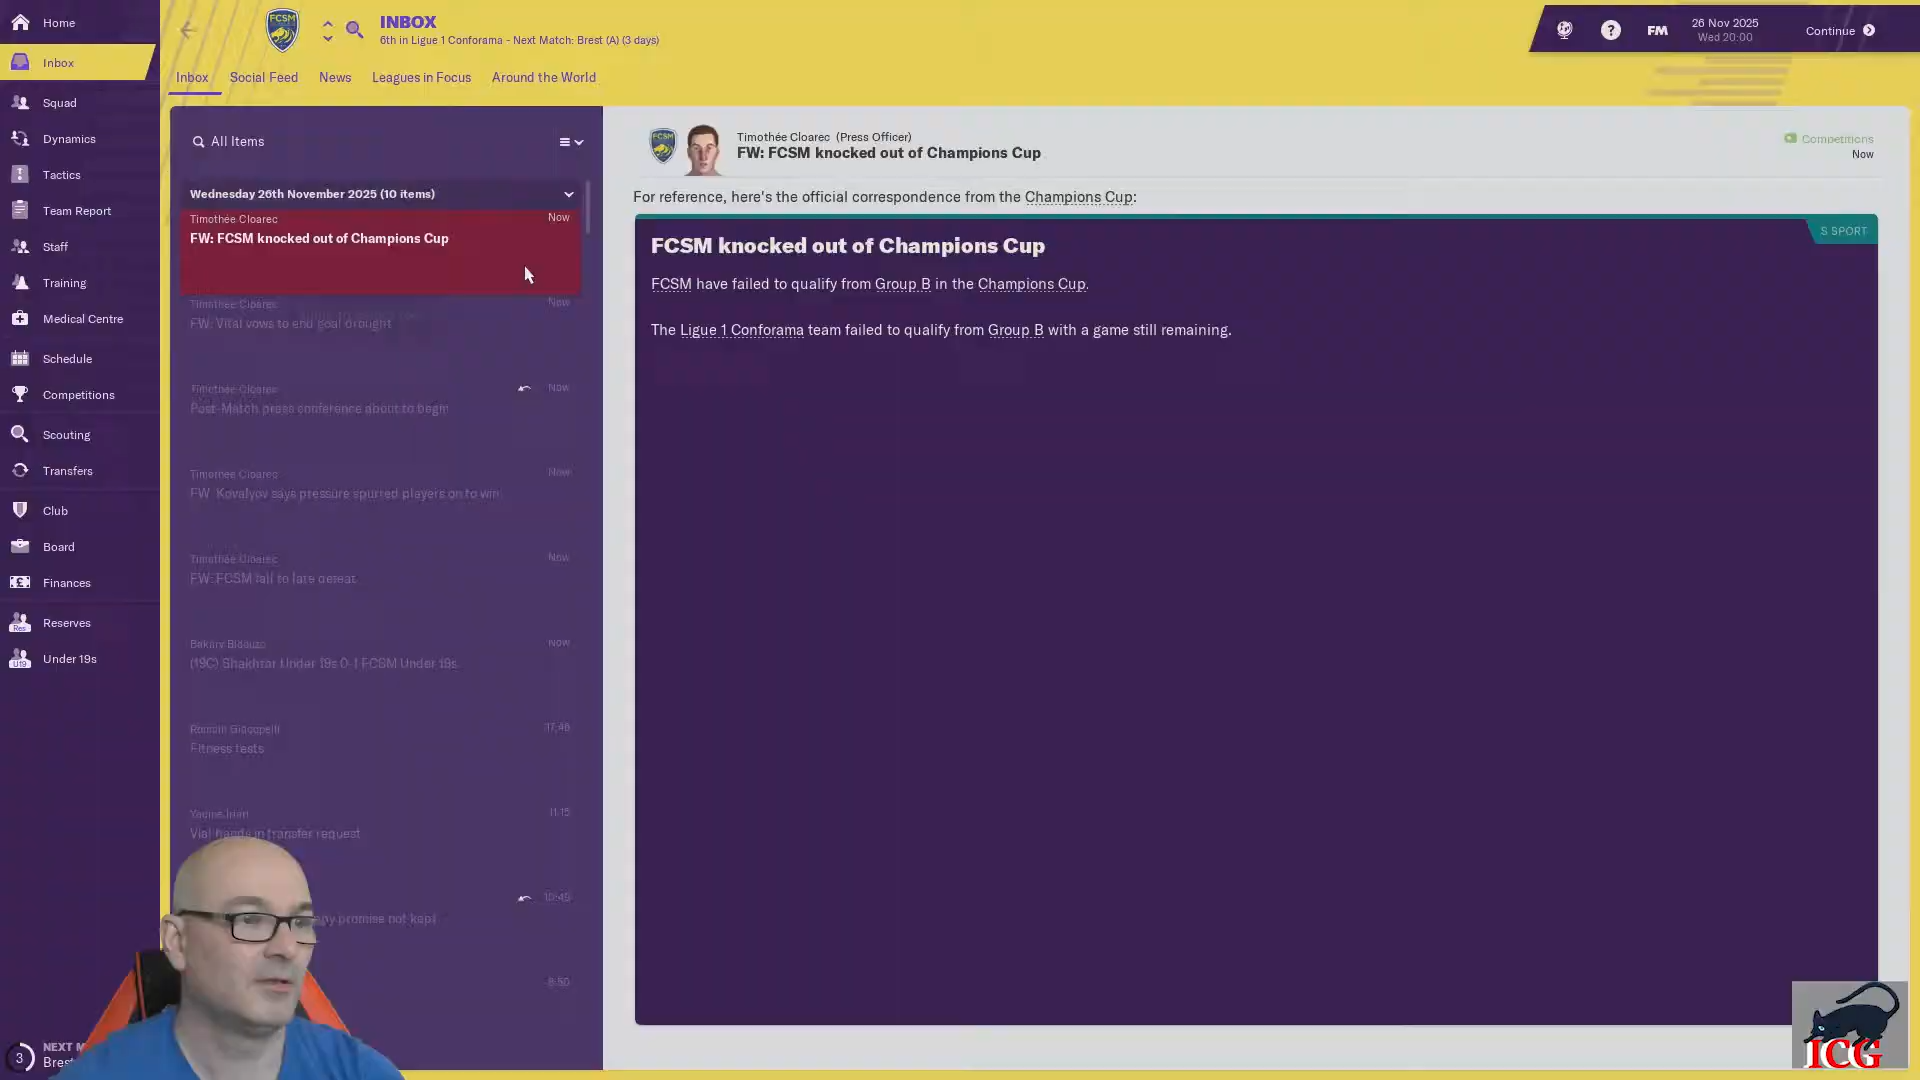 Home
Inbox
Squad
Dynamics
Tactics
Team Report
Staff
Training
Medical Centre
Schedule
Competitions
Scouting
Transfers
Club
Board
Finances
Reserves
Under 19s
3
NEXT M
Brest
FCSM
INBOX
6th in Ligue 1 Conforama - Next Match: Brest (A) (3 days)
FM
26 Nov 2025
Wed 20:00
Continue
Inbox
Social Feed
News
Leagues in Focus
Around the World
All Items
Wednesday 26th November 2025 (10 items)
Timothée Cloarec
Now
FW: FCSM knocked out of Champions Cup
Timothée Cloarec
Now
FW: Vital vows to end goal drought
Timothée Cloarec
Now
Post-Match press conference about to begin
Timothée Cloarec
Now
FW: Kovalyov says pressure spurred players on to win
Timothée Cloarec
Now
FW: FCSM fall to late defeat
Now
(19C) Shakhtar Under 19s 0-1 FCSM Under 19s
17:46
Fitness tests
11:15
Vial hands in transfer request
10:45
promise not kept
8:50
Timothée Cloarec (Press Officer)
FW: FCSM knocked out of Champions Cup
Competitions
Now
For reference, here's the official correspondence from the Champions Cup:
S SPORT
FCSM knocked out of Champions Cup
FCSM have failed to qualify from Group B in the Champions Cup.
The Ligue 1 Conforama team failed to qualify from Group B with a game still remaining.
ICG